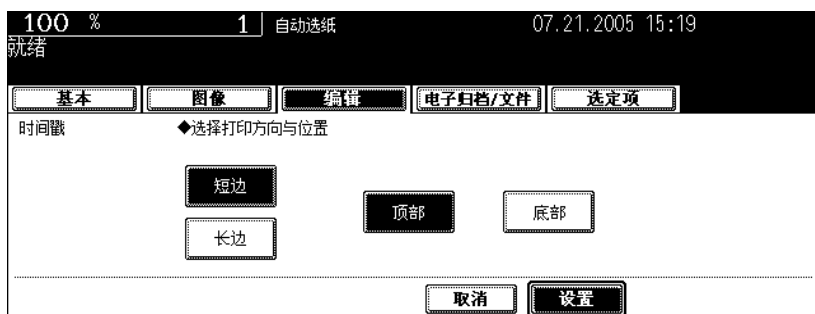 100 % 1 自动选纸 07.21.2005 15:19
就绪
基本 图像 编辑 电子归档/文件 选定项
时间戳 ◆选择打印方向与位置
短边
顶部 底部
长边
取消 设置